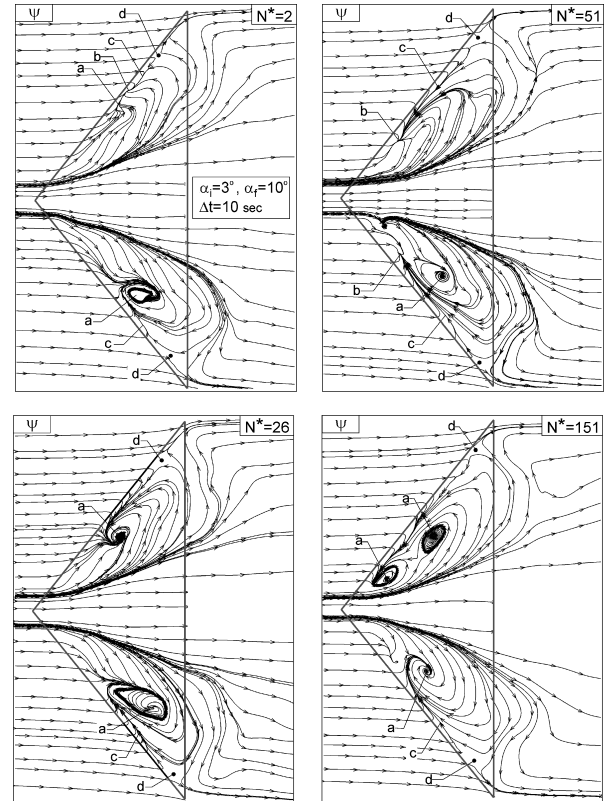 Ψ d N*=2
c
b
a
αi=3°, αf=10°
Δt=10 sec
a
c
d
Ψ d N*=51
c
b
b
a
c
d
Ψ N*=26
d
a
a
c
d
Ψ d N*=151
a
a
a
c
d